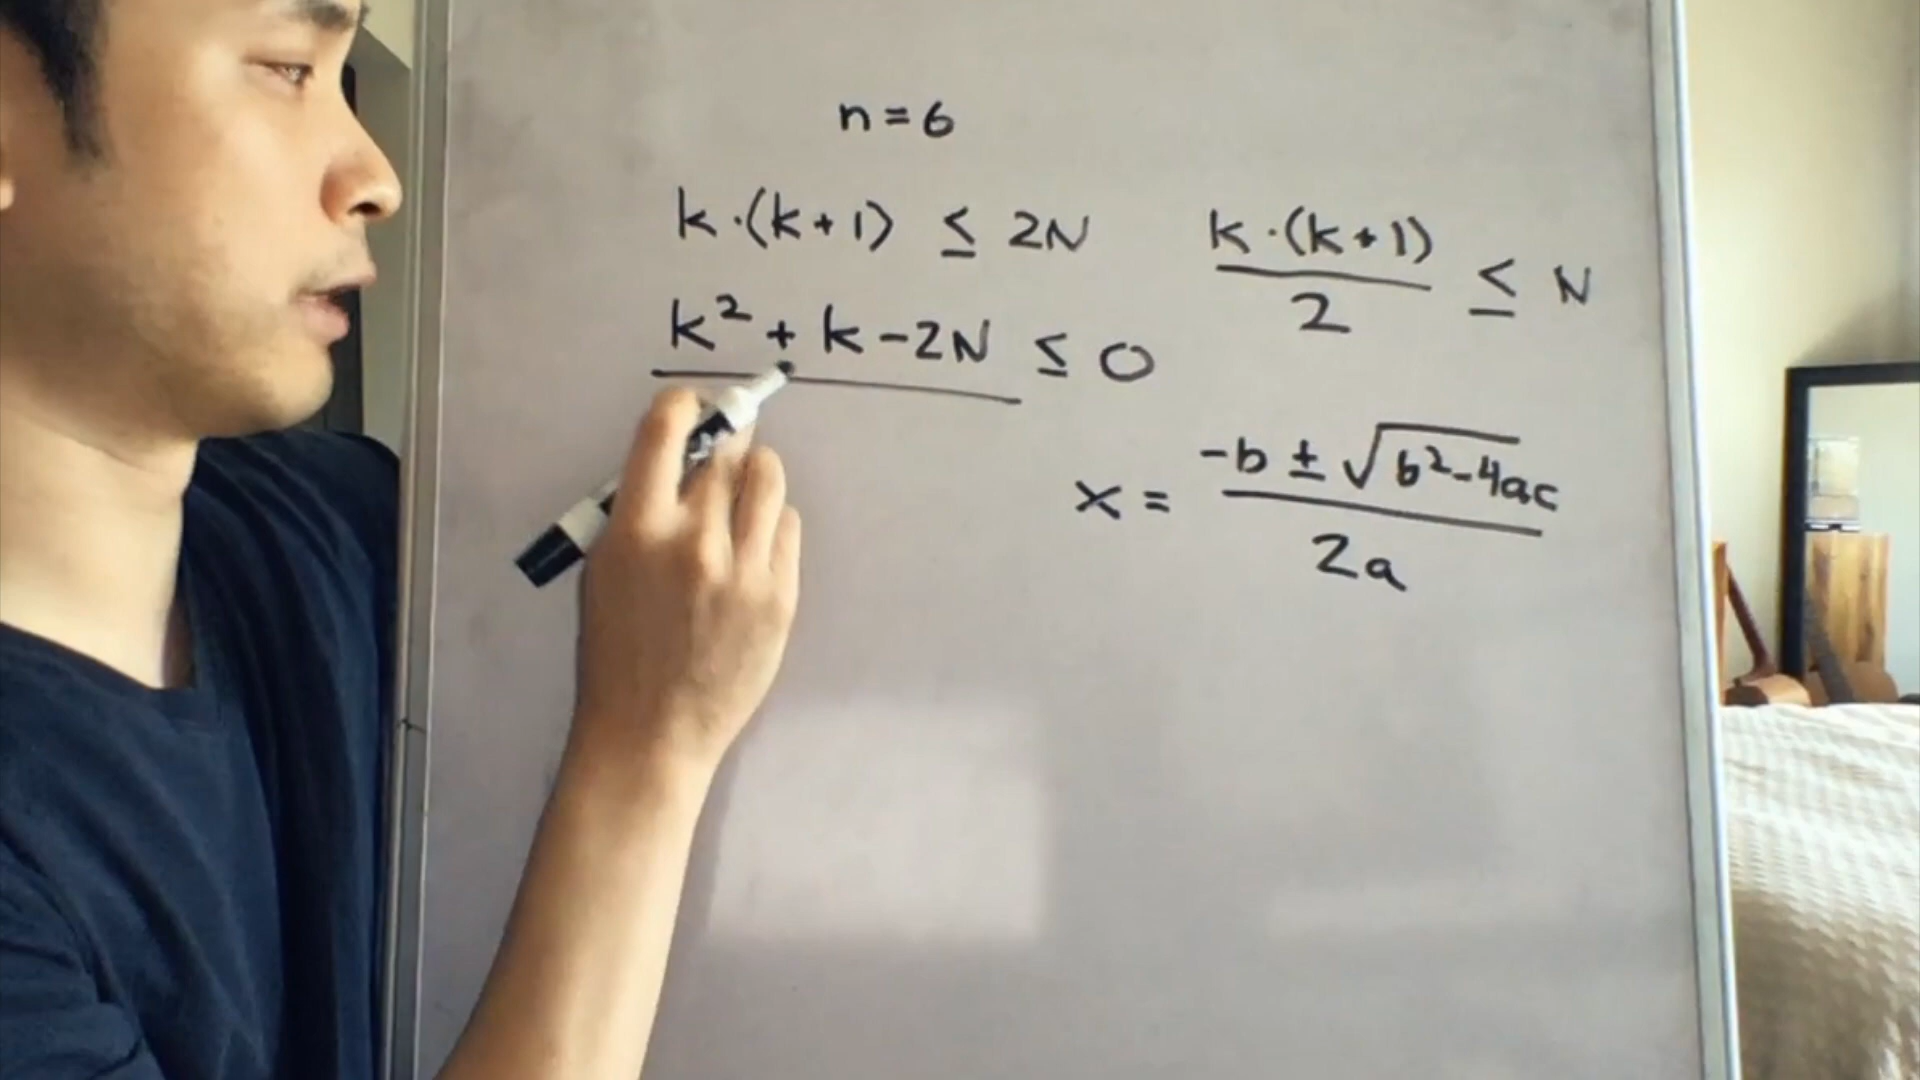 n = 6
k · (k + 1) ≤ 2N
k² + k - 2N ≤ 0
k · (k + 1) / 2 ≤ N
x = -b ± √b² - 4ac / 2a